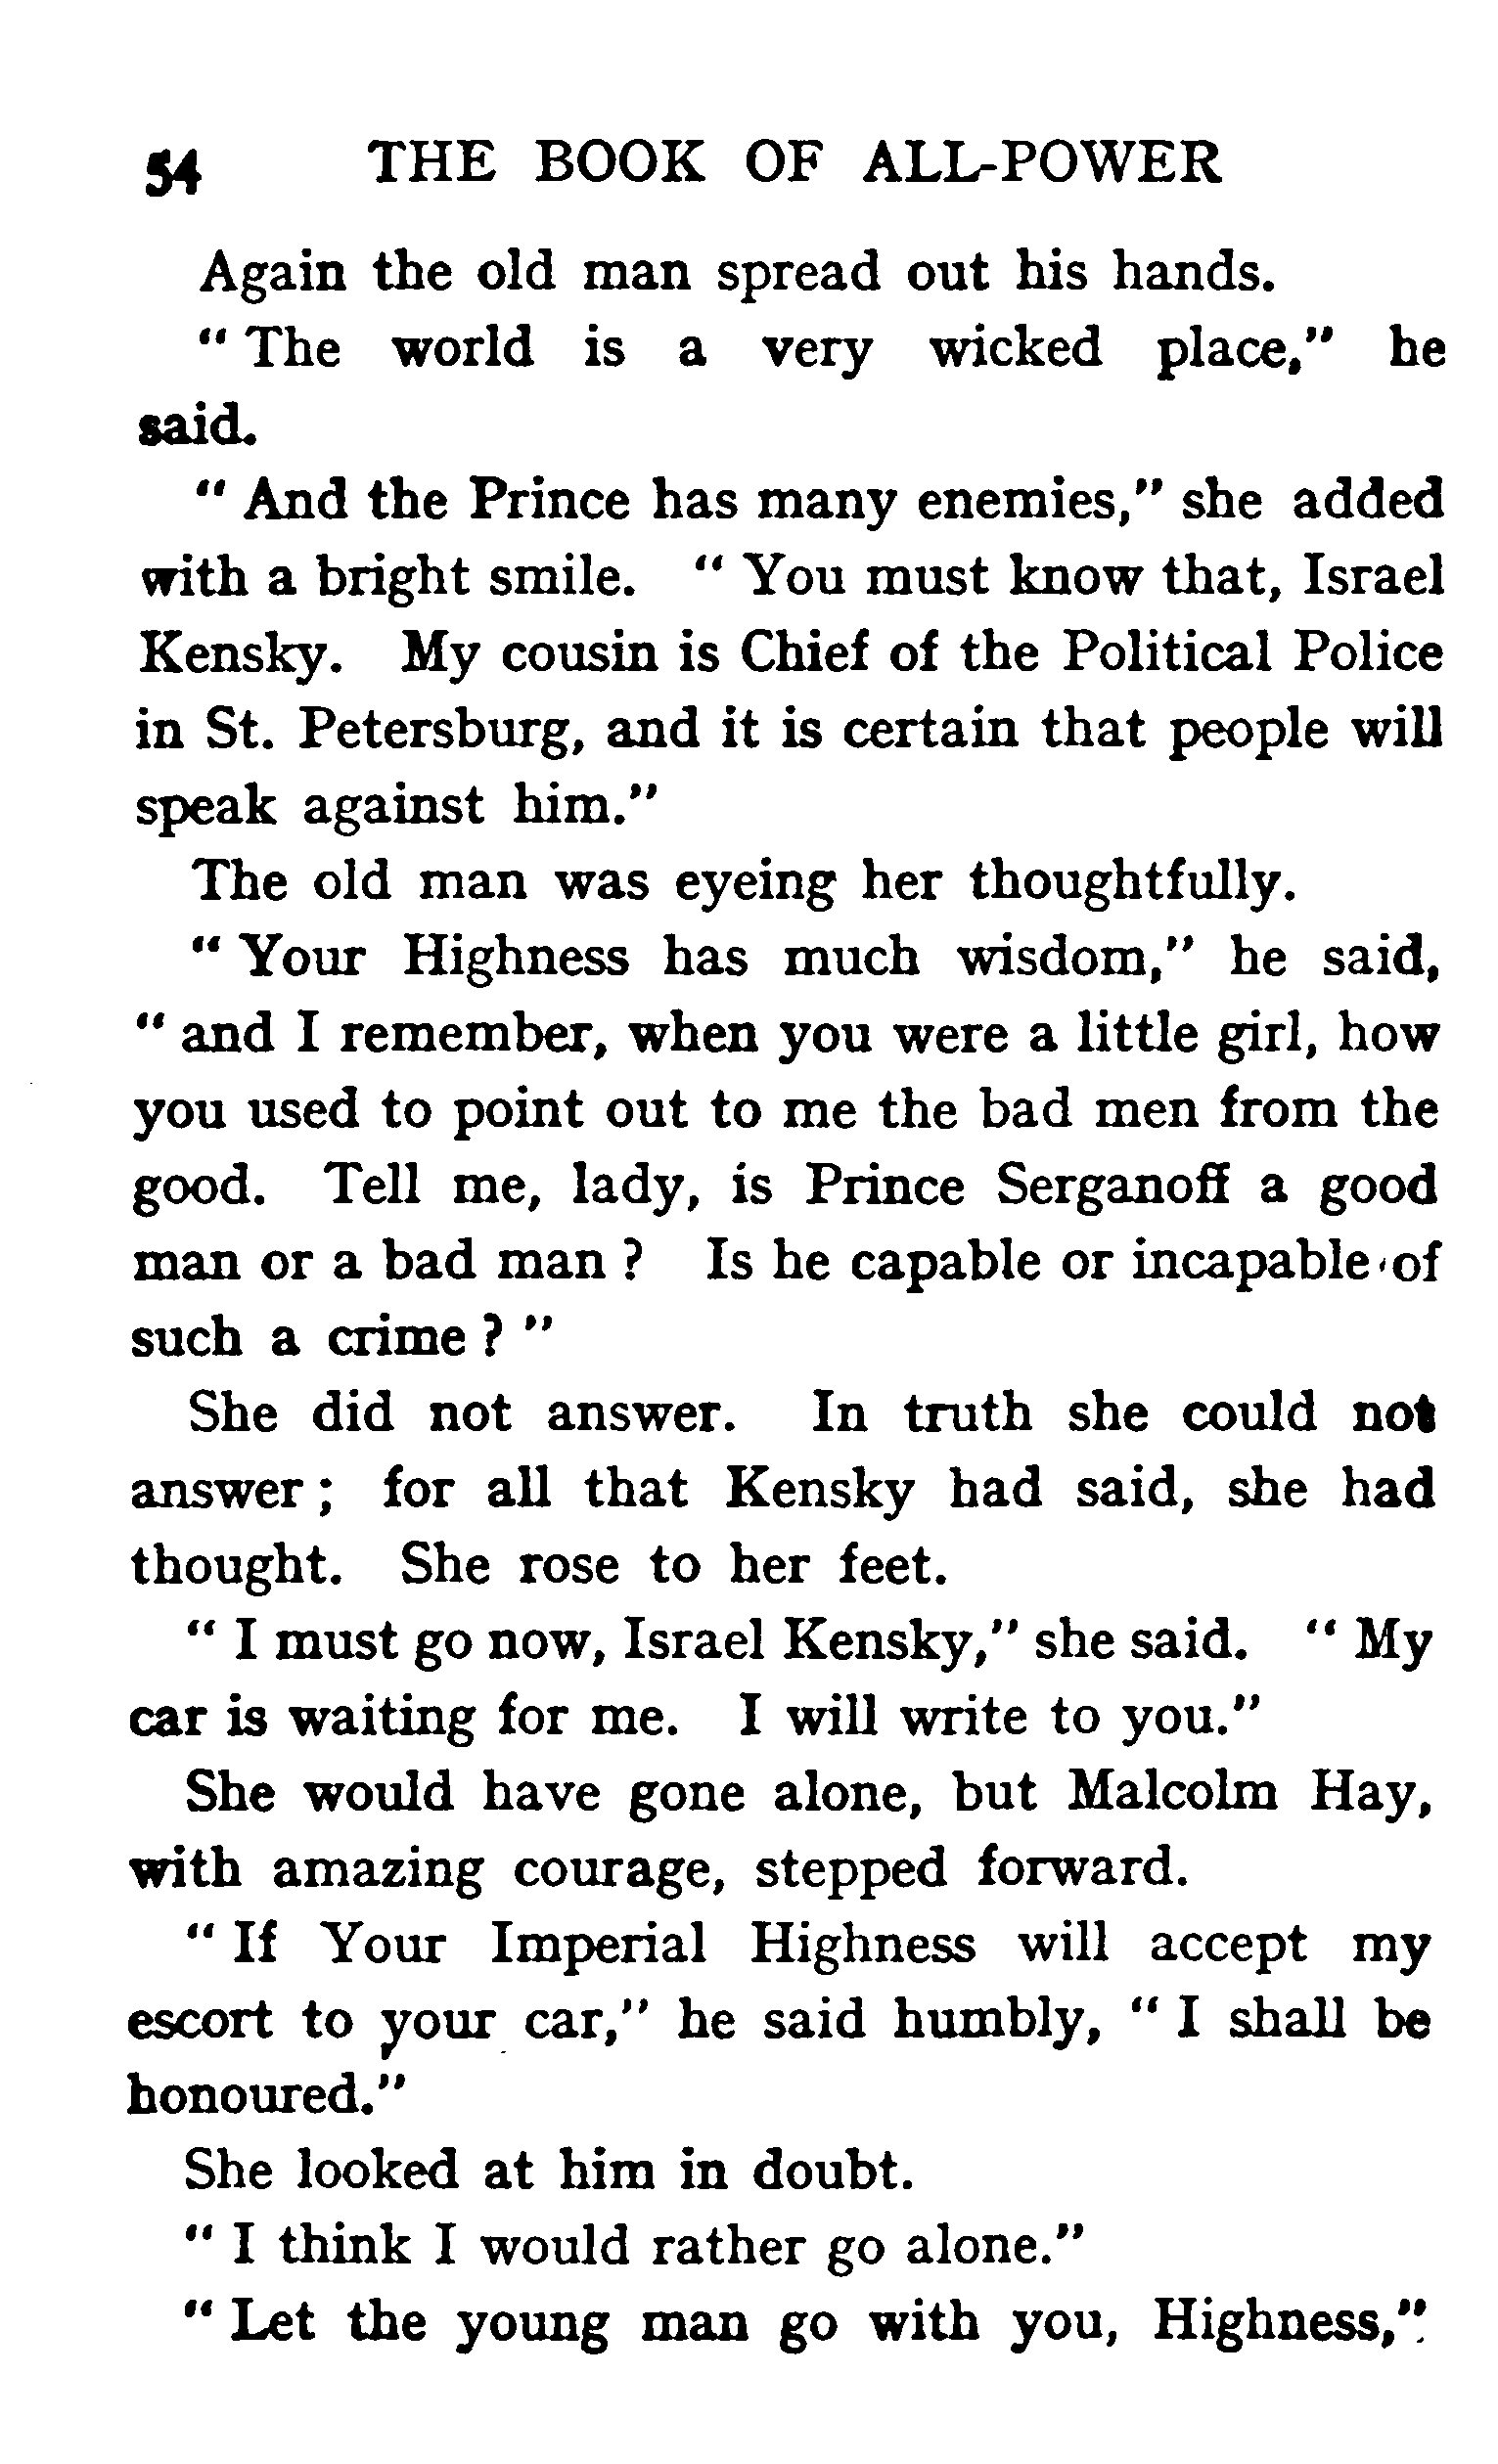 54 THE BOOK OF ALL-POWER
Again the old man spread out his hands.
" The world is a very wicked place," he
said.
" And the Prince has many enemies," she added
with a bright smile. " You must know that, Israel
Kensky. My cousin is Chief of the Political Police
in St. Petersburg, and it is certain that people will
speak against him."
The old man was eyeing her thoughtfully.
" Your Highness has much wisdom," he said,
" and I remember, when you were a little girl, how
you used to point out to me the bad men from the
good. Tell me, lady, is Prince Serganoff a good
man or a bad man ? Is he capable or incapable of
such a crime ? "
She did not answer. In truth she could not
answer ; for all that Kensky had said, she had
thought. She rose to her feet.
" I must go now, Israel Kensky," she said. " My
car is waiting for me. I will write to you."
She would have gone alone, but Malcolm Hay,
with amazing courage, stepped forward.
" If Your Imperial Highness will accept my
escort to your car," he said humbly, " I shall be
honoured."
She looked at him in doubt.
" I think I would rather go alone."
" Let the young man go with you, Highness,"